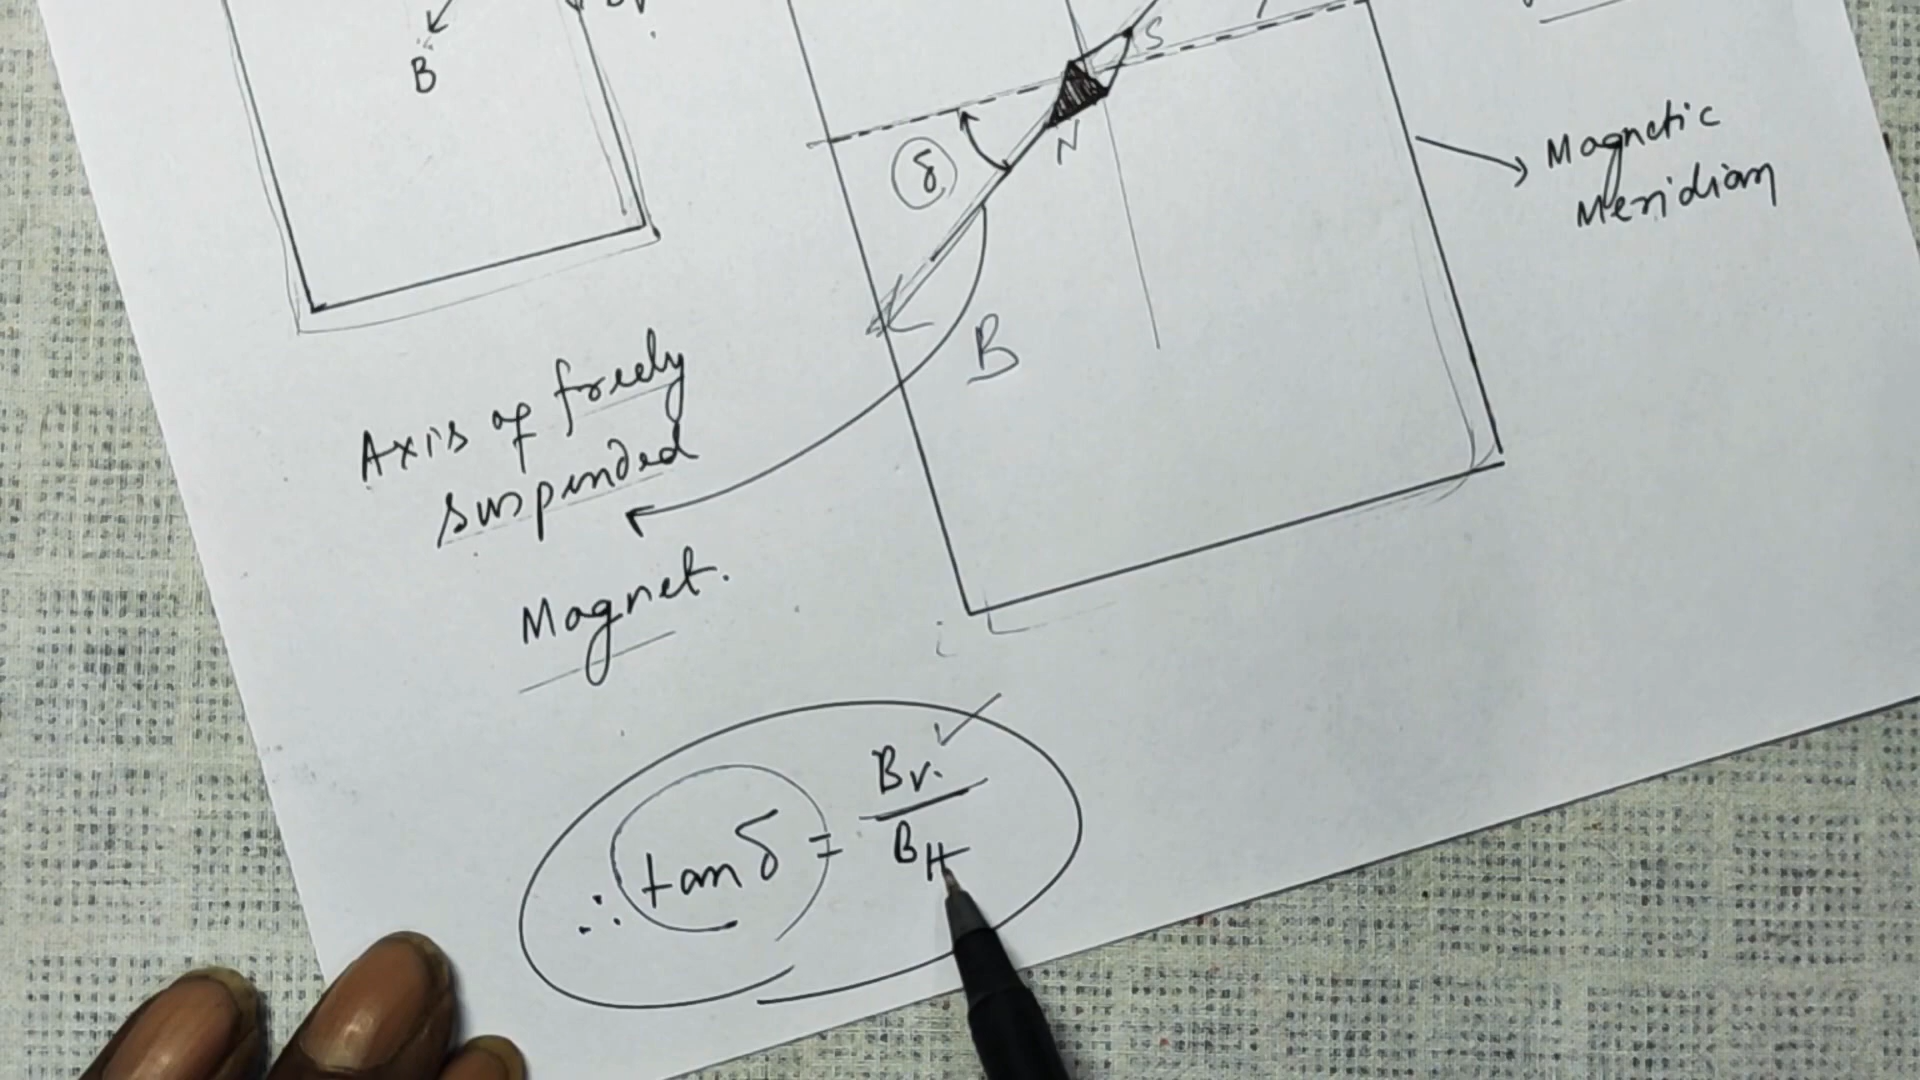 B
S
N
δ
Magnetic
Meridian
B
Axis of freely
suspended
Magnet.
∴ tan δ = Bv. / BH